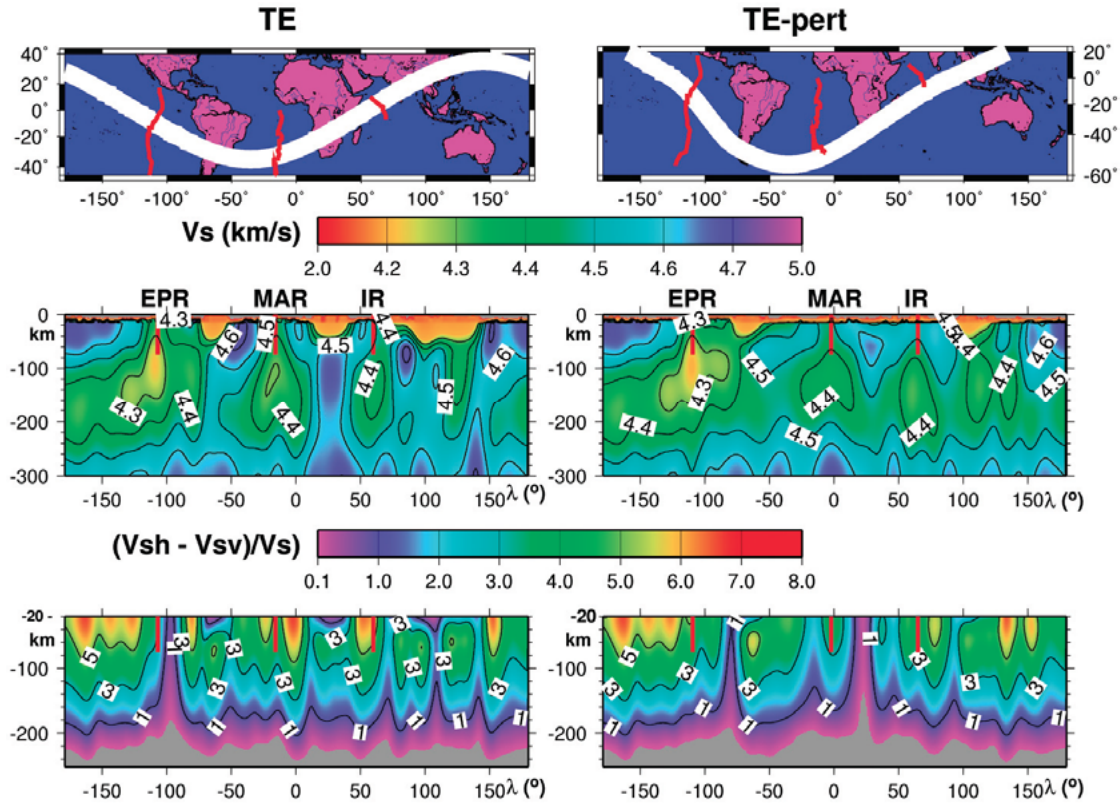 TE TE-pert
40° 20°
20° 0°
0° -20°
-20° -40°
-40° -60°
-150 -100 -50 0 50 100 150 -150 -100 -50 0 50 100 150
Vs (km/s)
2.0 4.2 4.3 4.4 4.5 4.6 4.7 5.0
EPR MAR IR EPR MAR IR
0 km -100 -200 -300
4.3 4.6 4.5 4.5 4.4 4.6 4.3 4.4 4.4 4.4 4.5
-150 -100 -50 0 50 100 150 λ (°)
0 km -100 -200 -300
4.3 4.5 4.4 4.6 4.5 4.3 4.4 4.5 4.4 4.5 4.4 4.4
-150 -100 -50 0 50 100 150 λ (°)
(Vsh - Vsv)/Vs)
0.1 1.0 2.0 3.0 4.0 5.0 6.0 7.0 8.0
-20 - km -100 -200
5 3 1 3 3 3 1 3 3 1 3 3 1 1 1
-150 -100 -50 0 50 100 150 λ (°)
-20 km -100 -200
5 3 1 1 1 1 3 3 3 1
-150 -100 -50 0 50 100 150 λ (°)